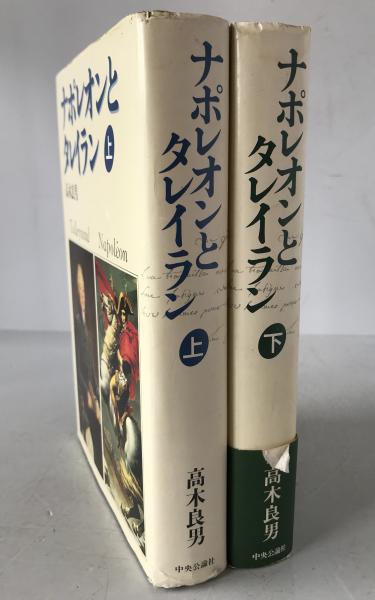 ナポレオンと
タレイラン 上
高木良男
Talleyrand Napoléon
ナポレオンと
タレイラン
上
高木良男
中央公論社
ナポレオンと
タレイラン
下
高木良男
中央公論社